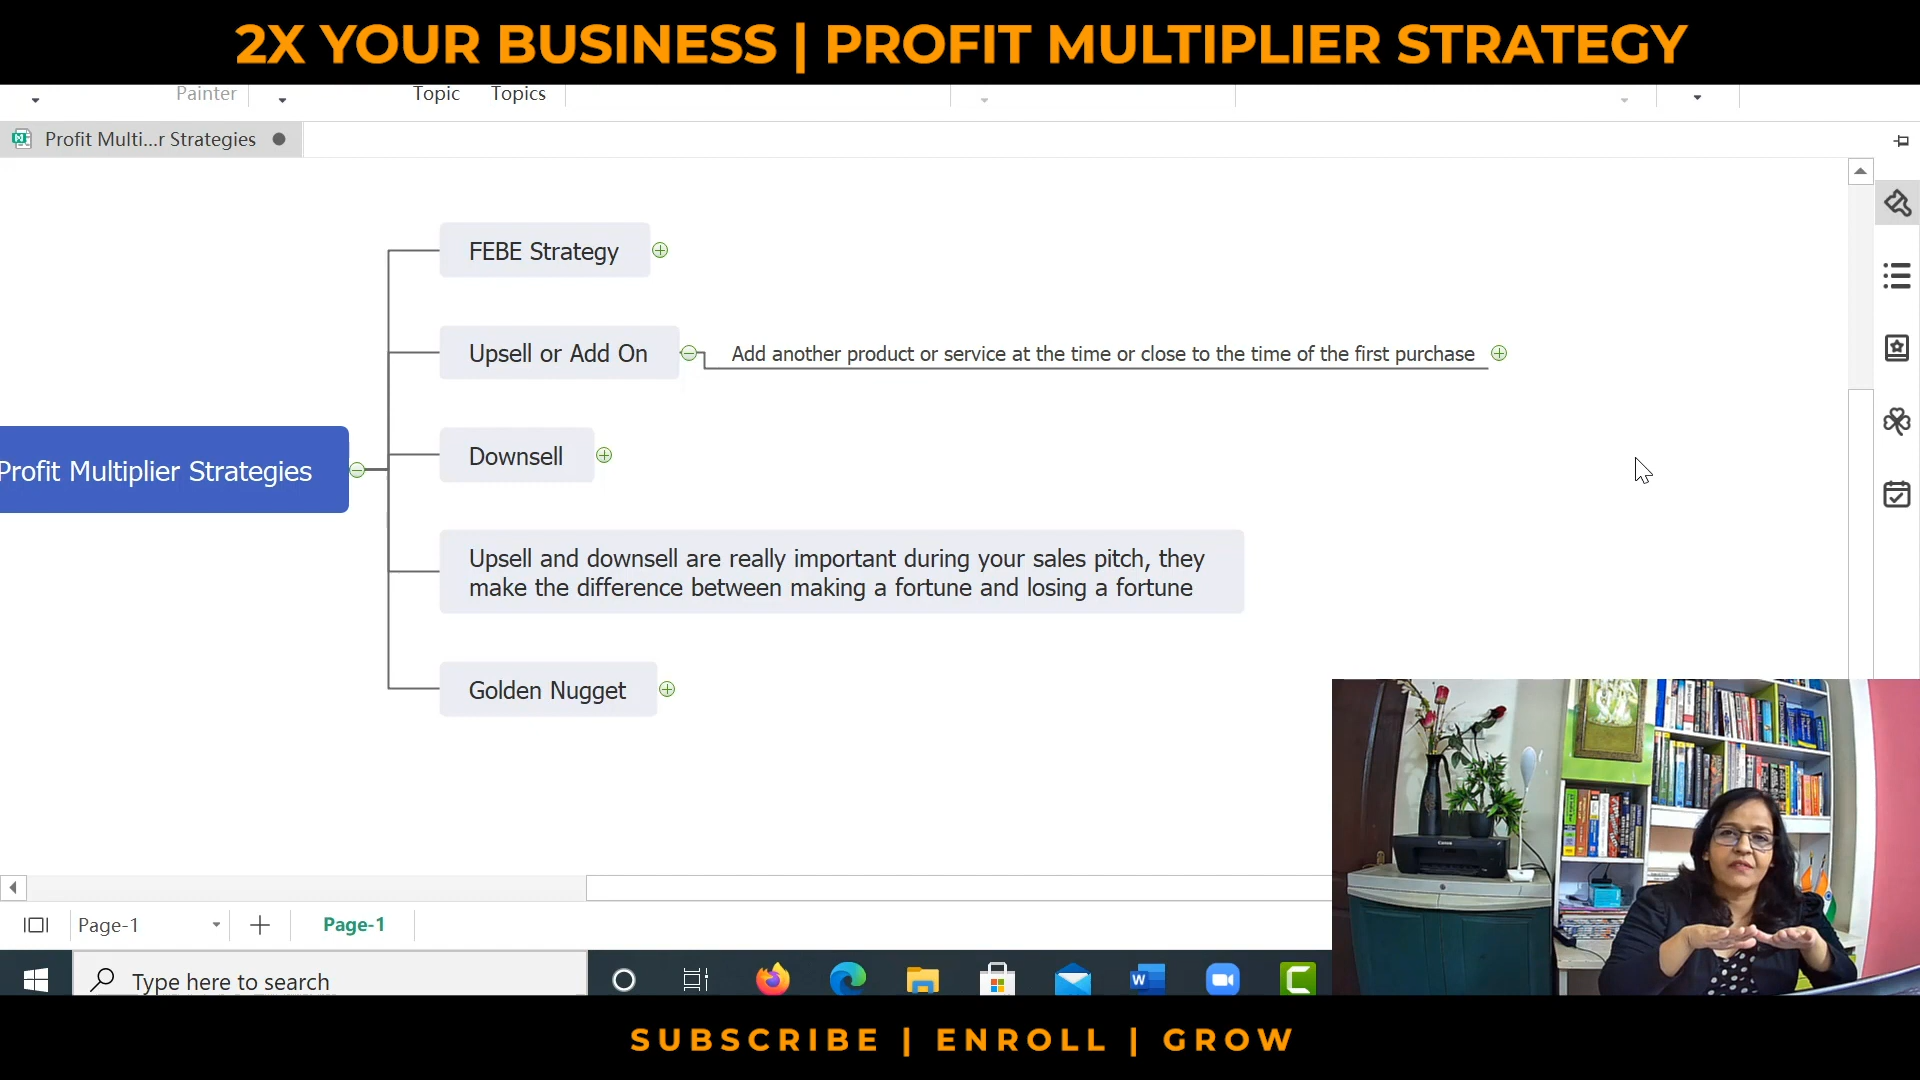 2X YOUR BUSINESS | PROFIT MULTIPLIER STRATEGY
Painter
Topic
Topics
Profit Multi...r Strategies
FEBE Strategy
Upsell or Add On
Add another product or service at the time or close to the time of the first purchase
Profit Multiplier Strategies
Downsell
Upsell and downsell are really important during your sales pitch, they
make the difference between making a fortune and losing a fortune
Golden Nugget
Canon
Page-1
Page-1
Type here to search
SUBSCRIBE | ENROLL | GROW